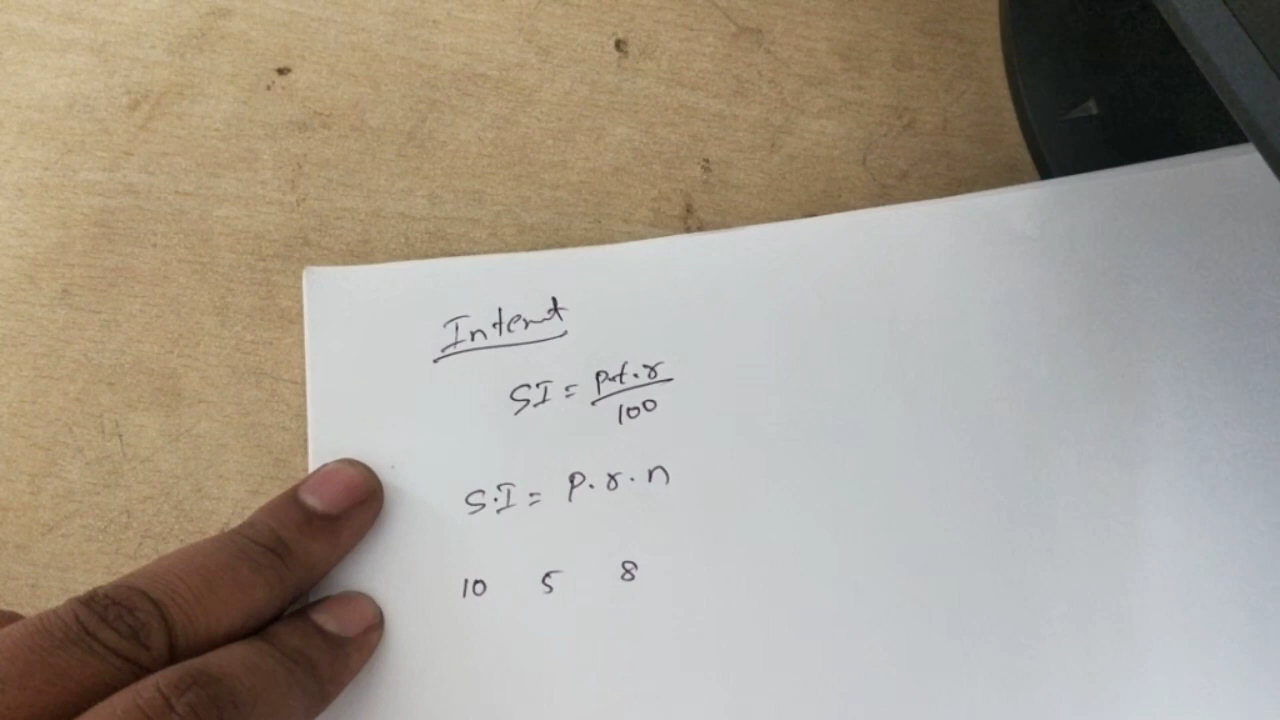 Interest
SI = p.t.r
100
S.I = p.r.n
10 5 8